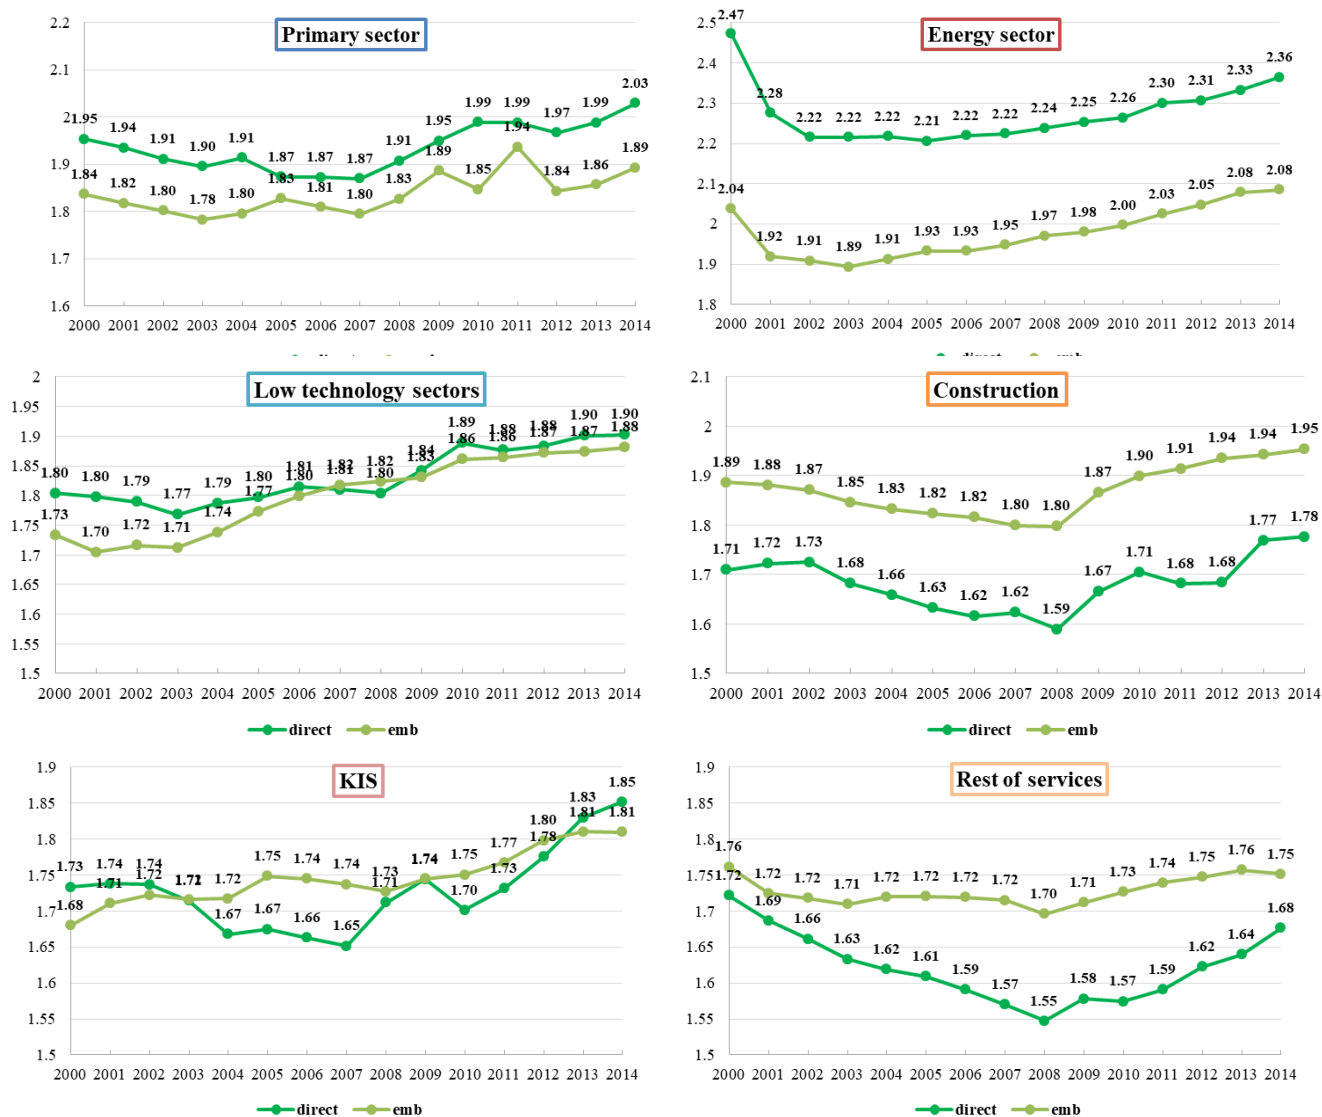 Primary sector
2.2
2.1
2
1.9
1.8
1.7
1.6
1.95 1.94 1.91 1.90 1.91 1.87 1.87 1.87 1.91 1.95 1.99 1.99 1.97 1.99 2.03
1.84 1.82 1.80 1.78 1.80 1.83 1.81 1.80 1.83 1.89 1.85 1.94 1.84 1.86 1.89
2000 2001 2002 2003 2004 2005 2006 2007 2008 2009 2010 2011 2012 2013 2014
Energy sector
2.5
2.4
2.3
2.2
2.1
2
1.9
1.8
2.47 2.28 2.22 2.22 2.22 2.21 2.22 2.22 2.24 2.25 2.26 2.30 2.31 2.33 2.36
2.04 1.92 1.91 1.89 1.91 1.93 1.93 1.95 1.97 1.98 2.00 2.03 2.05 2.08 2.08
2000 2001 2002 2003 2004 2005 2006 2007 2008 2009 2010 2011 2012 2013 2014
Low technology sectors
2
1.95
1.9
1.85
1.8
1.75
1.7
1.65
1.6
1.55
1.5
1.80 1.80 1.79 1.77 1.79 1.80 1.81 1.81 1.80 1.84 1.89 1.88 1.88 1.90 1.90
1.73 1.70 1.72 1.71 1.74 1.77 1.80 1.82 1.82 1.83 1.86 1.86 1.87 1.87 1.88
2000 2001 2002 2003 2004 2005 2006 2007 2008 2009 2010 2011 2012 2013 2014
direct emb
Construction
2.1
2
1.9
1.8
1.7
1.6
1.5
1.89 1.88 1.87 1.85 1.83 1.82 1.82 1.80 1.80 1.87 1.90 1.91 1.94 1.94 1.95
1.71 1.72 1.73 1.68 1.66 1.63 1.62 1.62 1.59 1.67 1.71 1.68 1.68 1.77 1.78
2000 2001 2002 2003 2004 2005 2006 2007 2008 2009 2010 2011 2012 2013 2014
direct emb
KIS
1.9
1.85
1.8
1.75
1.7
1.65
1.6
1.55
1.5
1.73 1.74 1.74 1.67 1.67 1.66 1.65 1.71 1.74 1.70 1.73 1.78 1.83 1.85
1.68 1.71 1.72 1.72 1.72 1.75 1.74 1.74 1.73 1.74 1.75 1.77 1.80 1.81 1.81
2000 2001 2002 2003 2004 2005 2006 2007 2008 2009 2010 2011 2012 2013 2014
direct emb
Rest of services
1.9
1.85
1.8
1.75
1.7
1.65
1.6
1.55
1.5
1.76 1.72 1.72 1.71 1.72 1.72 1.72 1.72 1.70 1.71 1.73 1.74 1.75 1.76 1.75
1.72 1.69 1.66 1.63 1.62 1.61 1.59 1.57 1.55 1.58 1.57 1.59 1.62 1.64 1.68
2000 2001 2002 2003 2004 2005 2006 2007 2008 2009 2010 2011 2012 2013 2014
direct emb